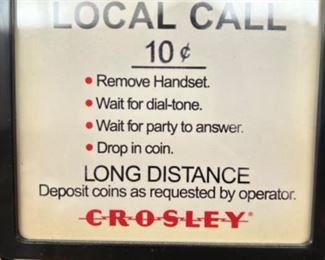 LOCAL CALL
10¢
• Remove Handset.
• Wait for dial-tone.
• Wait for party to answer.
• Drop in coin.
LONG DISTANCE
Deposit coins as requested by operator.
CROSLEY®